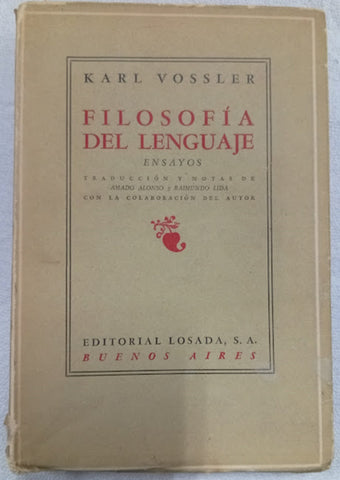 KARL VOSSLER
FILOSOFÍA
DEL LENGUAJE
ENSAYOS
TRADUCCIÓN Y NOTAS DE
AMADO ALONSO y RAIMUNDO LIDA
CON LA COLABORACIÓN DEL AUTOR
EDITORIAL LOSADA, S. A.
BUENOS AIRES